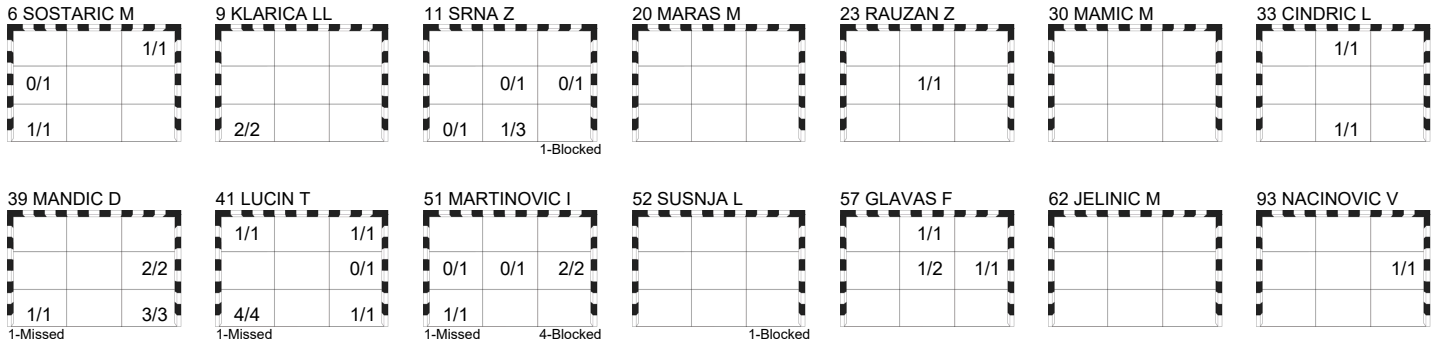 6 SOSTARIC M 9 KLARICA LL 11 SRNA Z 20 MARAS M 23 RAUZAN Z 30 MAMIC M 33 CINDRIC L
1/1 1/1
0/1 0/1 0/1 1/1
1/1 2/2 0/1 1/3 1/1
1-Blocked
39 MANDIC D 41 LUCIN T 51 MARTINOVIC I 52 SUSNJA L 57 GLAVAS F 62 JELINIC M 93 NACINOVIC V
1/1 1/1 1/1
2/2 0/1 0/1 0/1 2/2 1/2 1/1 1/1
1/1 3/3 4/4 1/1 1/1
1-Missed 1-Missed 1-Missed 4-Blocked 1-Blocked